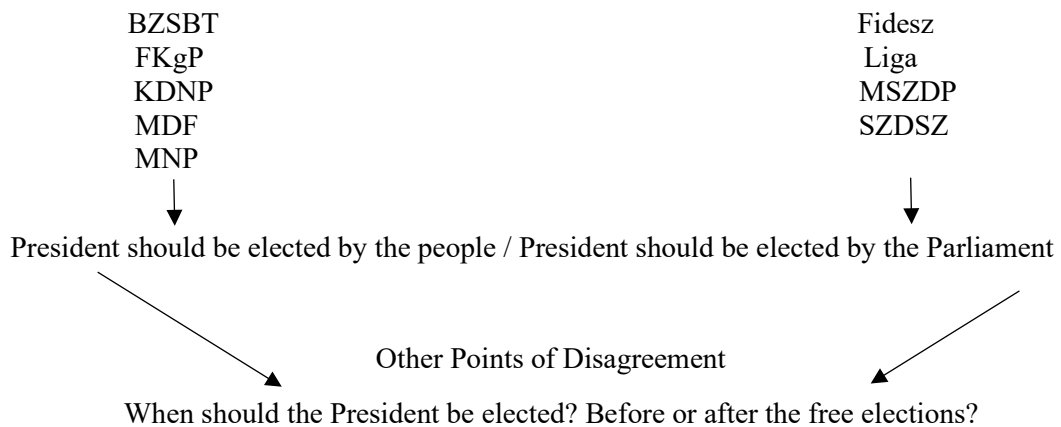 BZSBT
FKgP
KDNP
MDF
MNP
Fidesz
Liga
MSZDP
SZDSZ
President should be elected by the people / President should be elected by the Parliament
Other Points of Disagreement
When should the President be elected? Before or after the free elections?